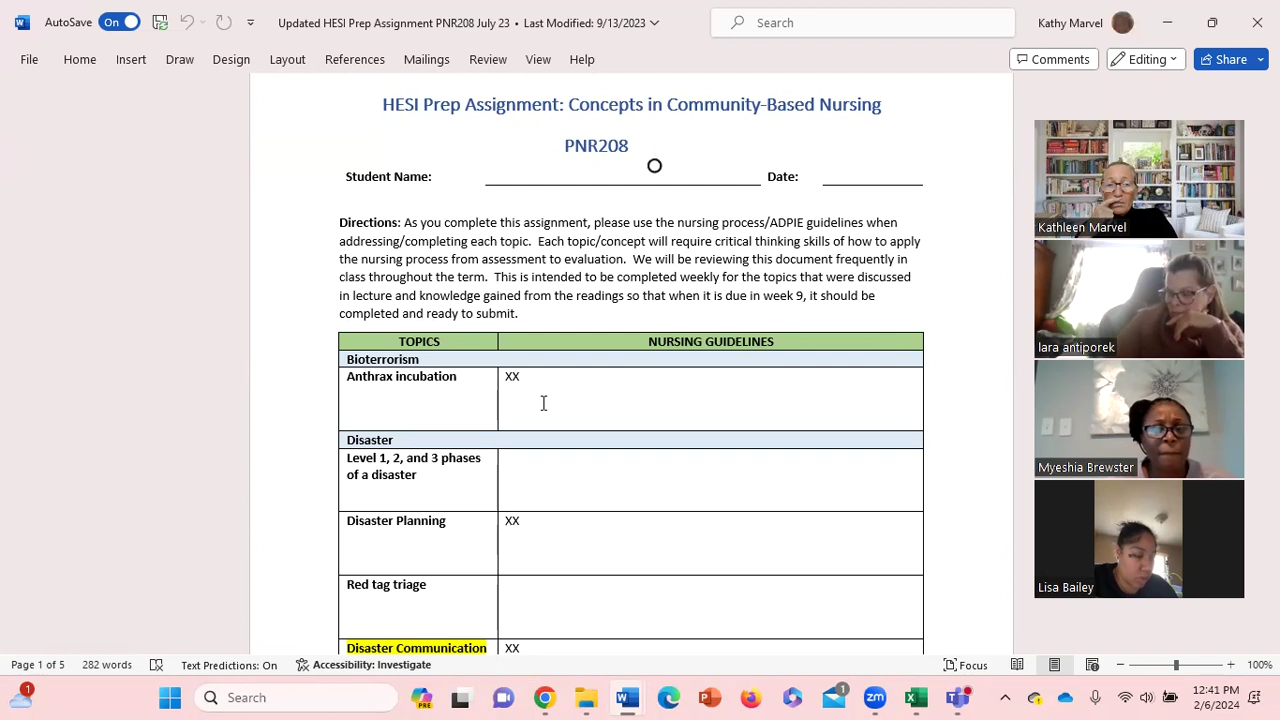 AutoSave On Updated HESI Prep Assignment PNR208 July 23 • Last Modified: 9/13/2023 Search Kathy Marvel
File Home Insert Draw Design Layout References Mailings Review View Help Comments Editing Share
HESI Prep Assignment: Concepts in Community-Based Nursing
PNR208
Student Name: Date:
Directions: As you complete this assignment, please use the nursing process/ADPIE guidelines when
addressing/completing each topic. Each topic/concept will require critical thinking skills of how to apply
the nursing process from assessment to evaluation. We will be reviewing this document frequently in
class throughout the term. This is intended to be completed weekly for the topics that were discussed
in lecture and knowledge gained from the readings so that when it is due in week 9, it should be
completed and ready to submit.
TOPICS NURSING GUIDELINES
Bioterrorism
Anthrax incubation XX
Disaster
Level 1, 2, and 3 phases
of a disaster
Disaster Planning XX
Red tag triage
Disaster Communication XX
Kathleen Marvel
lara antiporek
Myeshia Brewster
Lisa Bailey
Page 1 of 5 282 words Text Predictions: On Accessibility: Investigate Focus 100%
1 Search PRE 1 zm 12:41 PM
2/6/2024